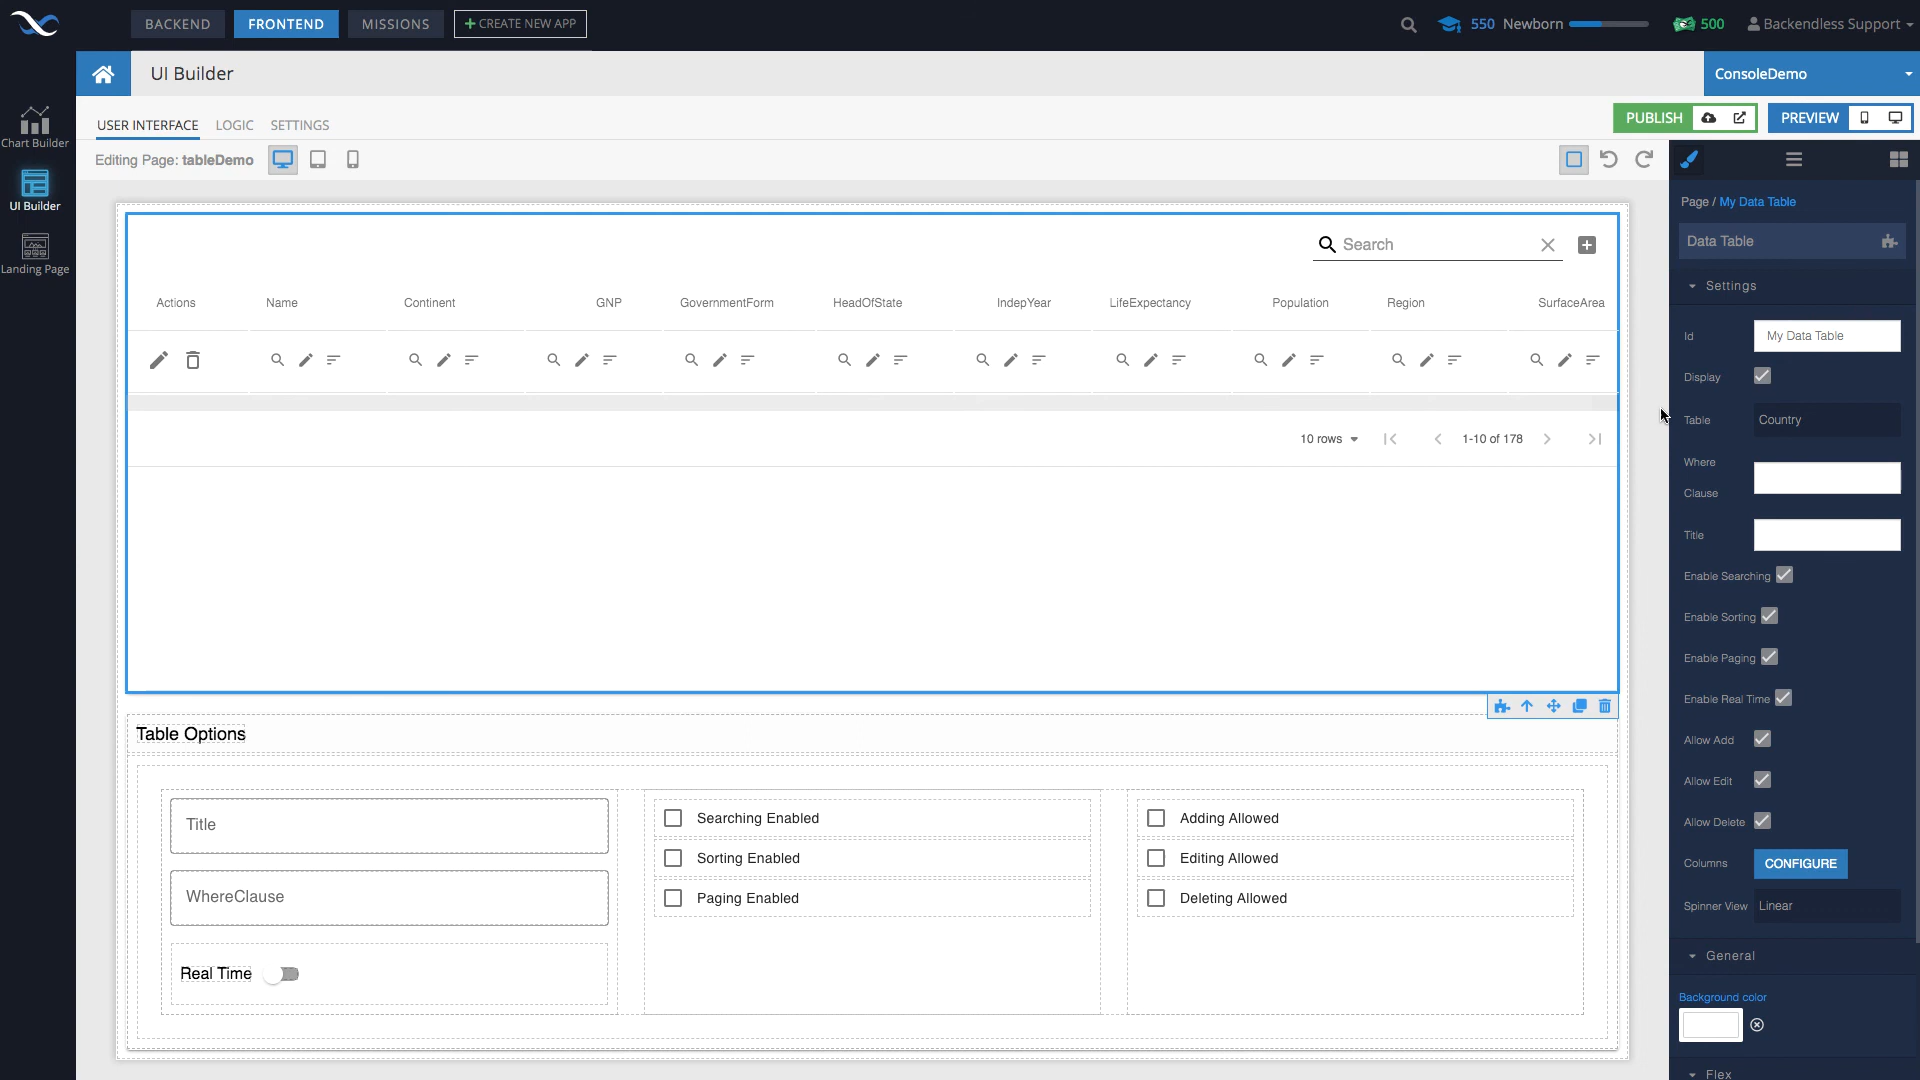 BACKEND FRONTEND MISSIONS + CREATE NEW APP 550 Newborn 500 Backendless Support
UI Builder ConsoleDemo
USER INTERFACE LOGIC SETTINGS PUBLISH PREVIEW
Editing Page: tableDemo
Chart Builder
UI Builder
Landing Page
Search
Actions Name Continent GNP GovernmentForm HeadOfState IndepYear LifeExpectancy Population Region SurfaceArea
10 rows 1-10 of 178
Table Options
Title
WhereClause
Real Time
Searching Enabled
Sorting Enabled
Paging Enabled
Adding Allowed
Editing Allowed
Deleting Allowed
Page / My Data Table
Data Table
Settings
Id My Data Table
Display
Table Country
Where
Clause
Title
Enable Searching
Enable Sorting
Enable Paging
Enable Real Time
Allow Add
Allow Edit
Allow Delete
Columns CONFIGURE
Spinner View Linear
General
Background color
Flex